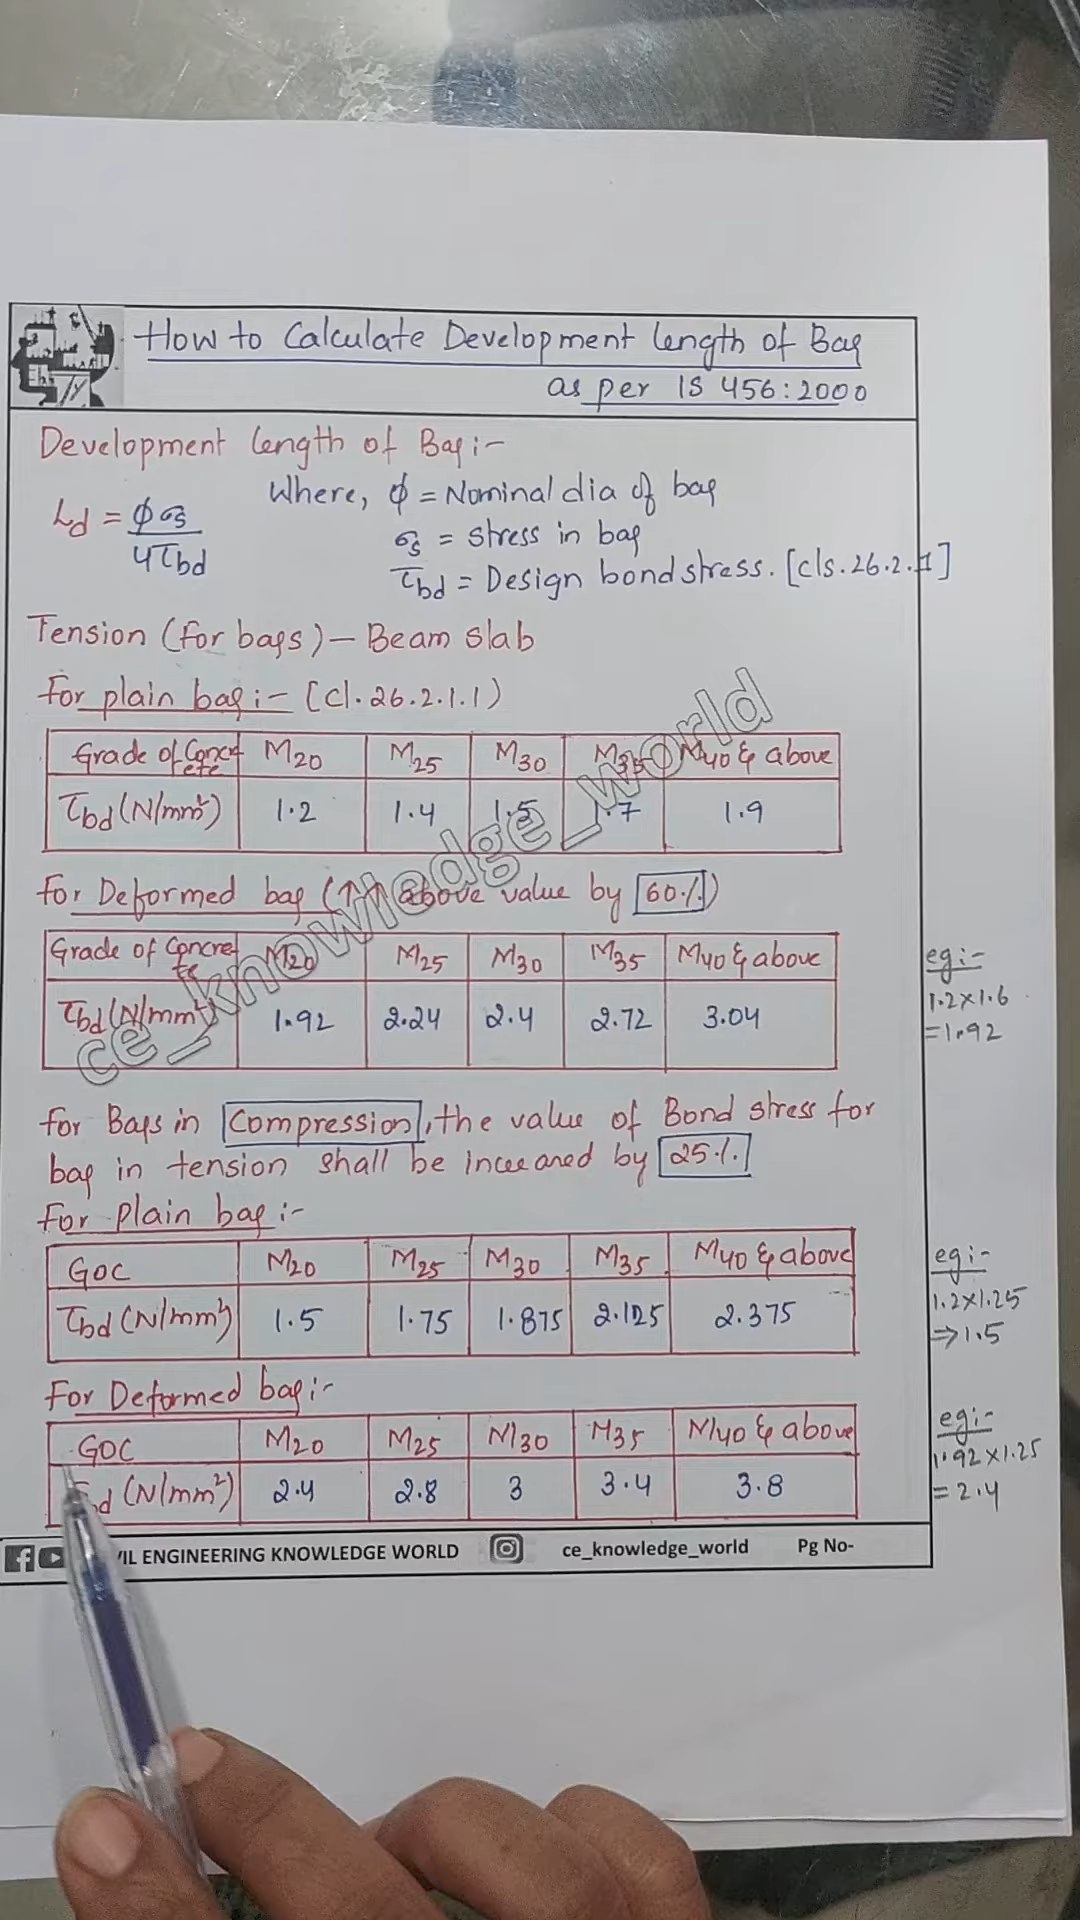 How to Calculate Development Length of Bar
as per IS 456:2000
Development Length of Bar:-
Ld = ϕσs / 4τbd
Where, ϕ = Nominal dia of bar
σs = Stress in bar
τbd = Design bond stress. [cls.26.2.1]
Tension (For bars) – Beam Slab
For plain bar:- [cl.26.2.1.1)
Grade of Concrete M20 M25 M30 M35 M40 & above
τbd (N/mm²) 1.2 1.4 1.5 1.7 1.9
For Deformed bar (↑↑ above value by 60%)
Grade of Concrete M20 M25 M30 M35 M40 & above
τbd (N/mm²) 1.92 2.24 2.4 2.72 3.04
eg:-
1.2×1.6
=1.92
ce_knowledge_world
For Bars in Compression, the value of Bond stress for
bar in tension shall be increased by 25%.
For Plain bar:-
GOC M20 M25 M30 M35 M40 & above
τbd (N/mm²) 1.5 1.75 1.875 2.125 2.375
eg:-
1.2×1.25
⇒1.5
For Deformed bar:-
GOC M20 M25 M30 M35 M40 & above
τbd (N/mm²) 2.4 2.8 3 3.4 3.8
eg:-
1.92×1.25
=2.4
IL ENGINEERING KNOWLEDGE WORLD ce_knowledge_world Pg No-